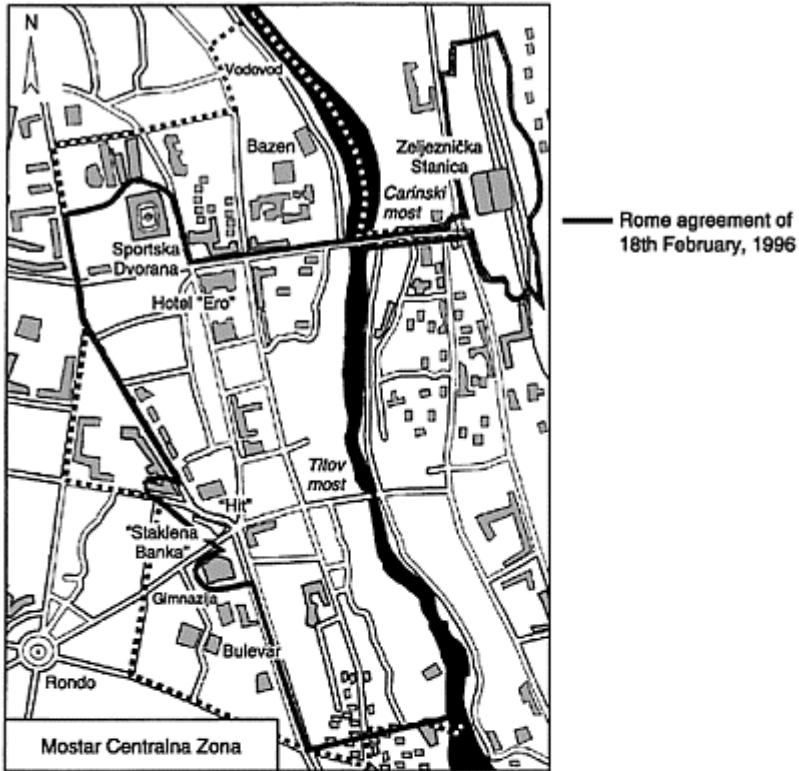 N
Vodovod
Bazen
Zeljeznička
Stanica
Carinski
most
Sportska
Dvorana
Hotel "Ero"
Titov
most
"Hit"
"Staklena
Banka"
Gimnazija
Bulevar
Rondo
Mostar Centralna Zona
Rome agreement of
18th February, 1996